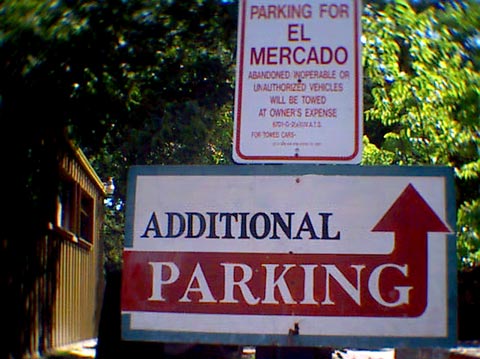 PARKING FOR
EL
MERCADO
ABANDONED INOPERABLE OR
UNAUTHORIZED VEHICLES
WILL BE TOWED
AT OWNER'S EXPENSE
FOR TOWED CARS-
ADDITIONAL
PARKING